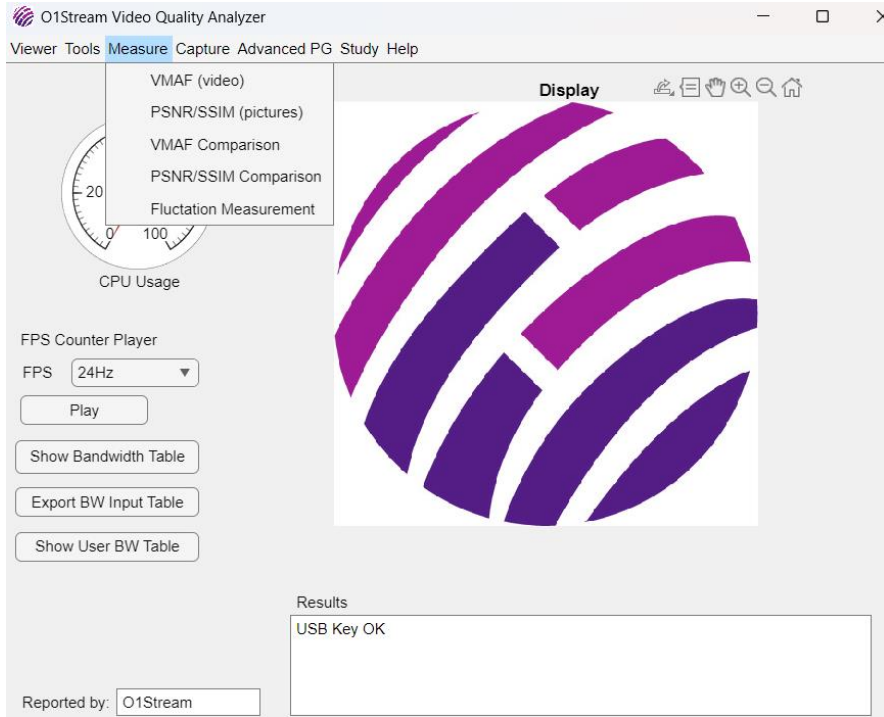 O1Stream Video Quality Analyzer
Viewer Tools Measure Capture Advanced PG Study Help
VMAF (video)
PSNR/SSIM (pictures)
VMAF Comparison
PSNR/SSIM Comparison
Fluctation Measurement
Display
20
0 100
CPU Usage
FPS Counter Player
FPS 24Hz
Play
Show Bandwidth Table
Export BW Input Table
Show User BW Table
Results
USB Key OK
Reported by: O1Stream